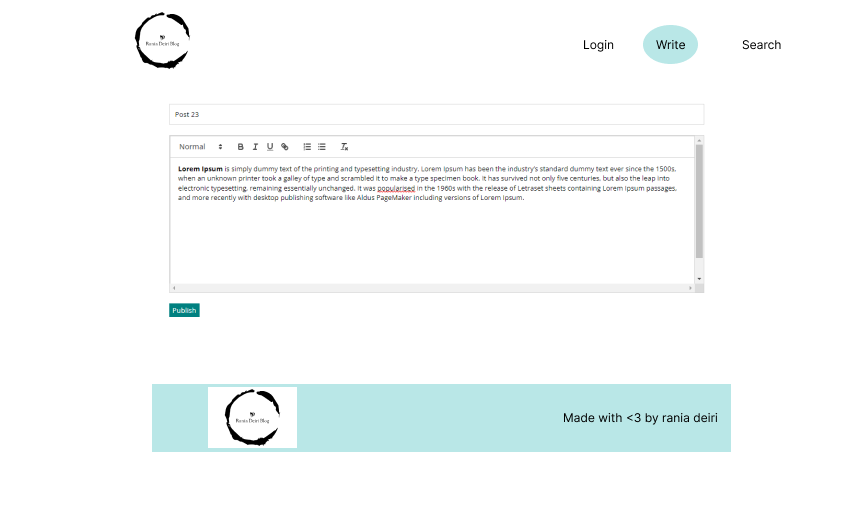 Rania Deiri Blog
Login
Write
Search
Post 23
Normal
B I U
Lorem Ipsum is simply dummy text of the printing and typesetting industry. Lorem Ipsum has been the industry's standard dummy text ever since the 1500s,
when an unknown printer took a galley of type and scrambled it to make a type specimen book. It has survived not only five centuries, but also the leap into
electronic typesetting, remaining essentially unchanged. It was popularised in the 1960s with the release of Letraset sheets containing Lorem Ipsum passages,
and more recently with desktop publishing software like Aldus PageMaker including versions of Lorem Ipsum.
Publish
Rania Deiri Blog
Made with <3 by rania deiri